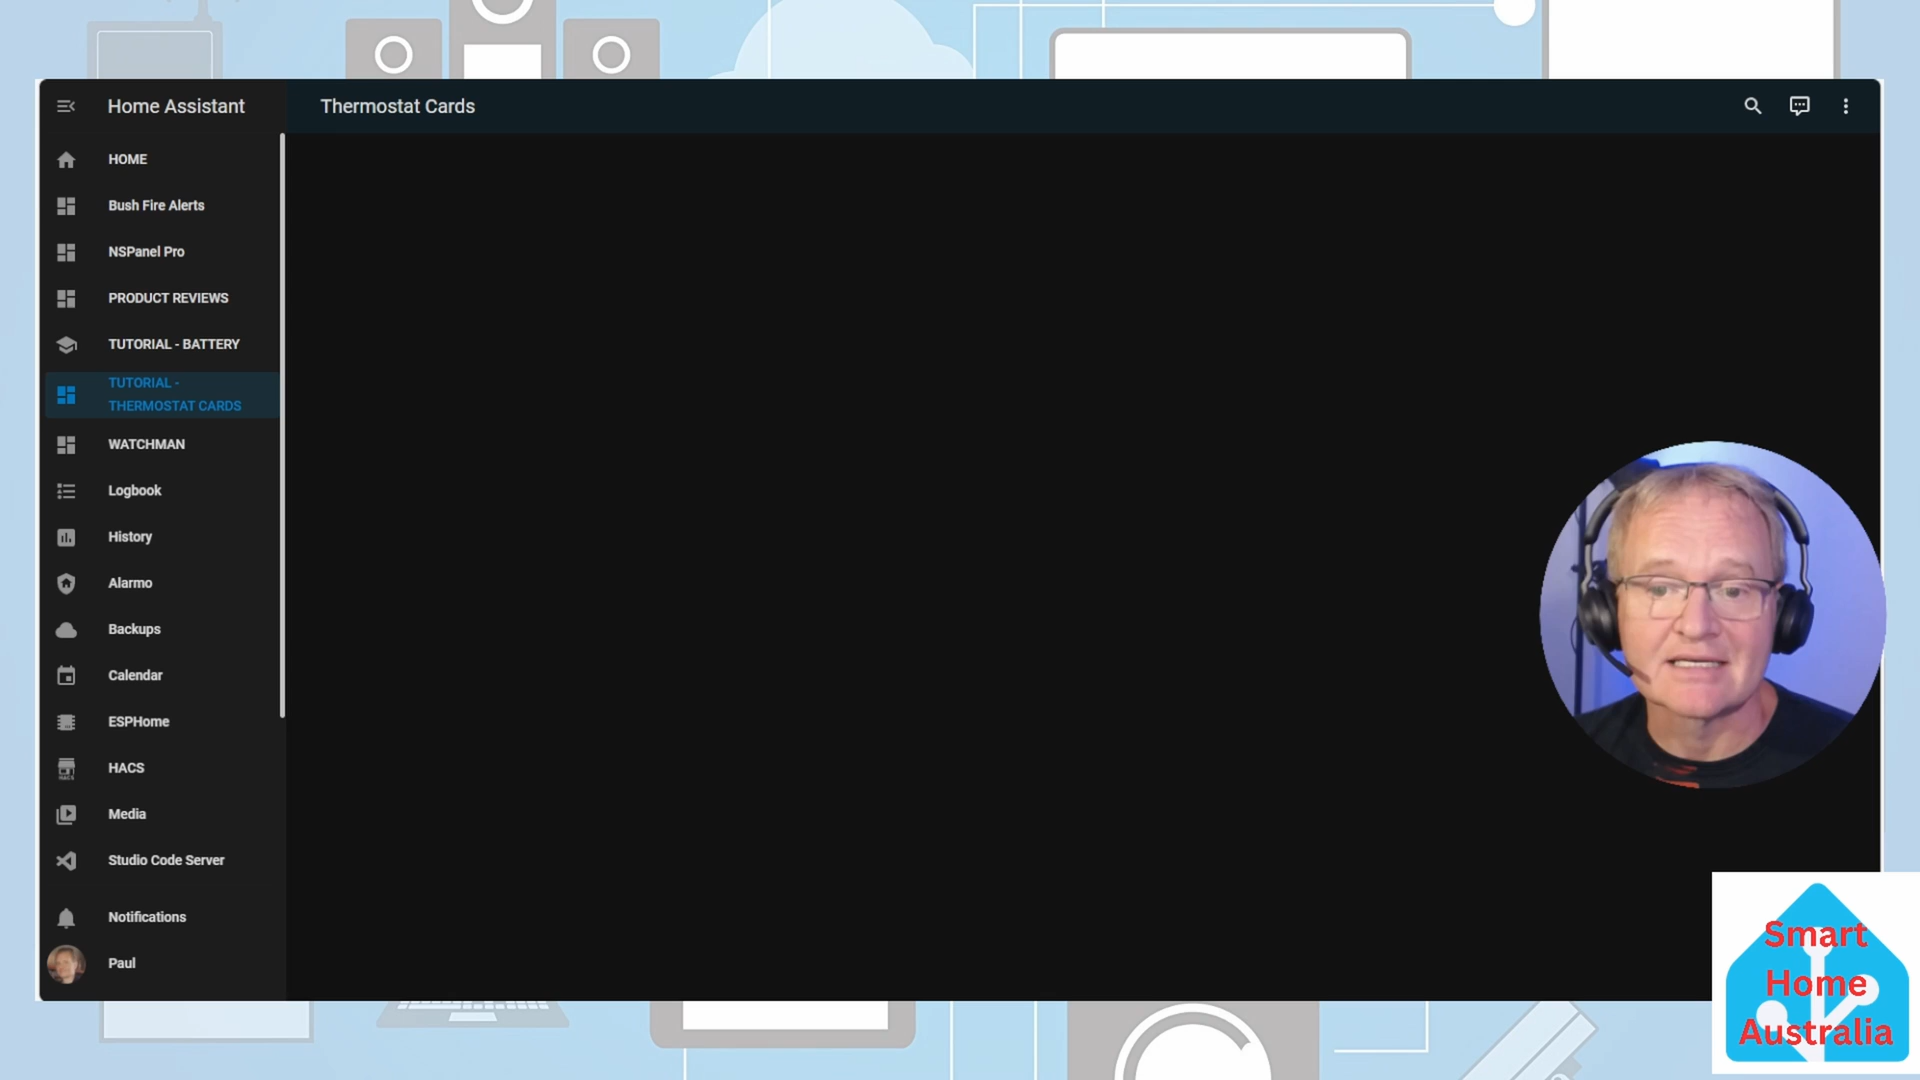 Home Assistant
Thermostat Cards
HOME
Bush Fire Alerts
NSPanel Pro
PRODUCT REVIEWS
TUTORIAL - BATTERY
TUTORIAL -
THERMOSTAT CARDS
WATCHMAN
Logbook
History
Alarmo
Backups
Calendar
ESPHome
HACS
Media
Studio Code Server
Notifications
Paul
Smart
Home
Australia